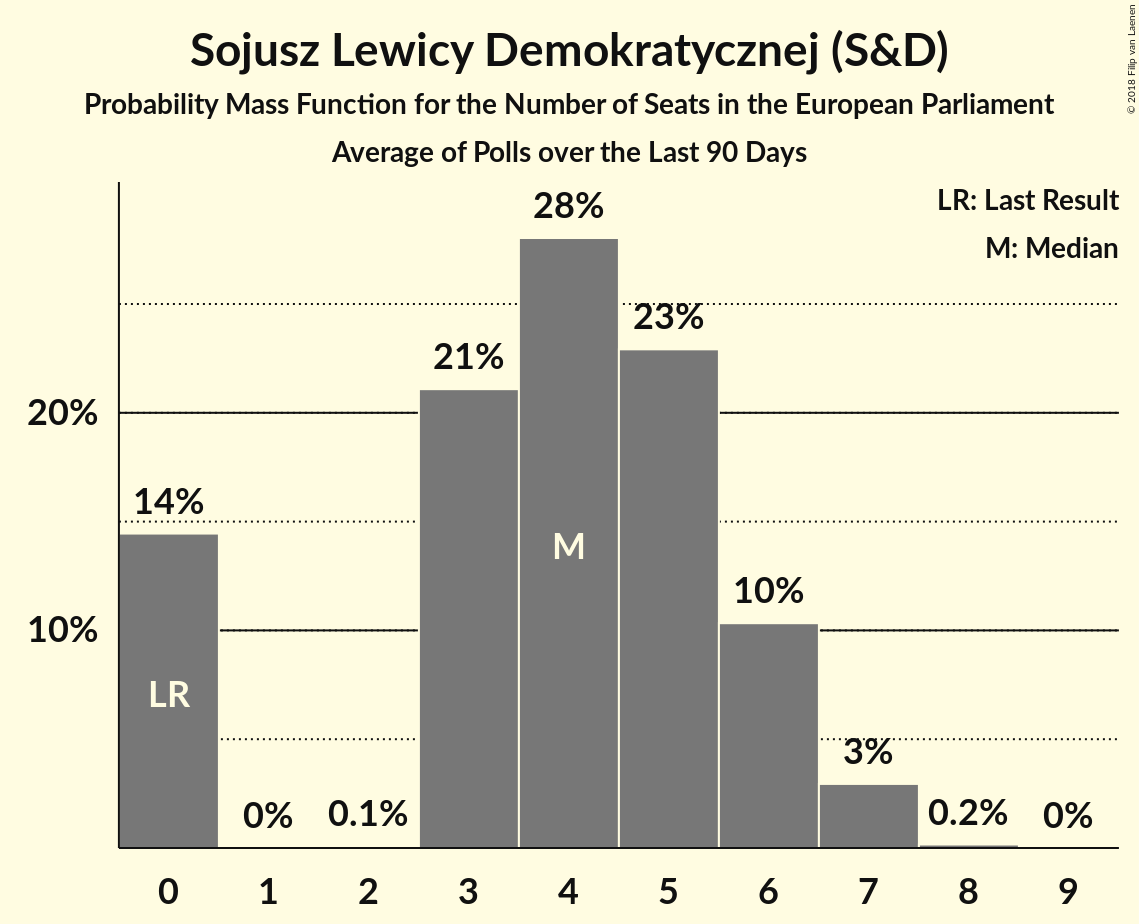 Sojusz Lewicy Demokratycznej (S&D)
Probability Mass Function for the Number of Seats in the European Parliament
Average of Polls over the Last 90 Days
© 2018 Filip van Laenen
LR: Last Result
M: Median
28%
23%
21%
20%
14%
M
10%
10%
LR
3%
0%
0.1%
0.2%
0%
0 1 2 3 4 5 6 7 8 9